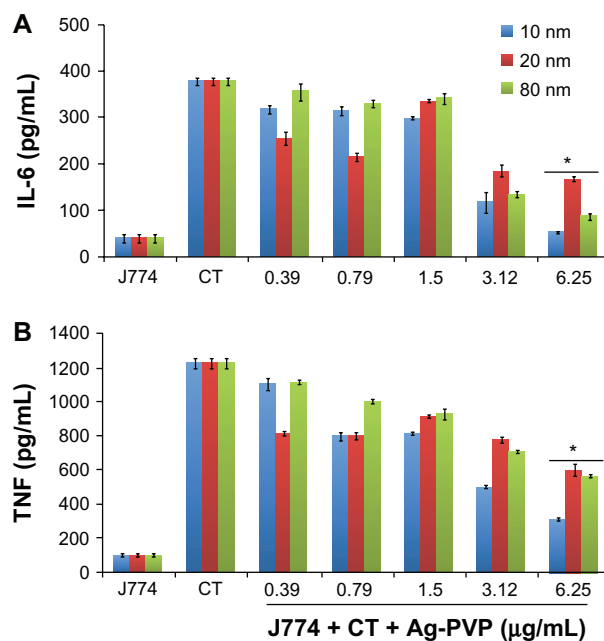 A
500
400
300
200
100
0
IL-6 (pg/mL)
10 nm
20 nm
80 nm
*
J774 CT 0.39 0.79 1.5 3.12 6.25
B
1400
1200
1000
800
600
400
200
0
TNF (pg/mL)
*
J774 CT 0.39 0.79 1.5 3.12 6.25
J774 + CT + Ag-PVP (µg/mL)